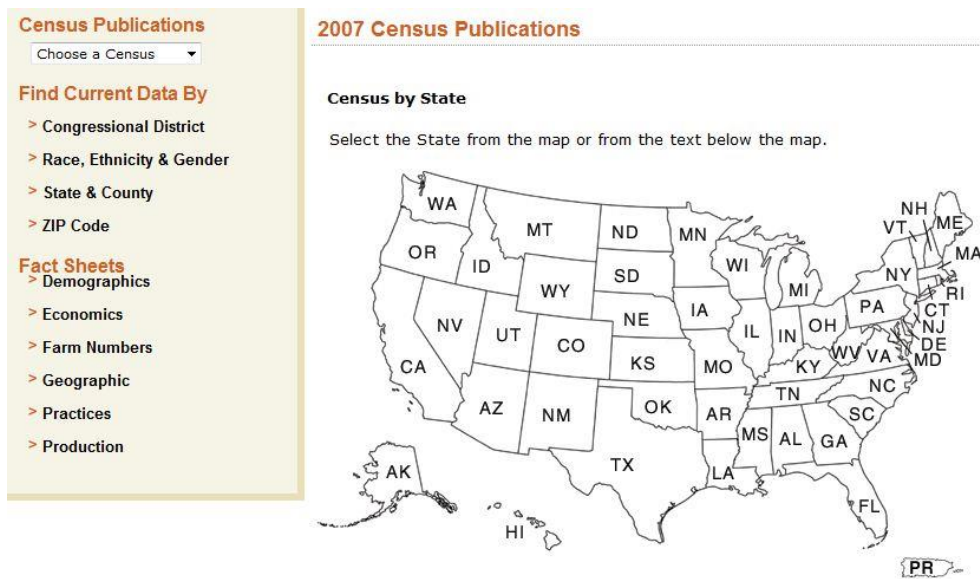 Census Publications
Choose a Census
Find Current Data By
> Congressional District
> Race, Ethnicity & Gender
> State & County
> ZIP Code
Fact Sheets
> Demographics
> Economics
> Farm Numbers
> Geographic
> Practices
> Production
2007 Census Publications
Census by State
Select the State from the map or from the text below the map.
WA
MT
ND
MN
NH
VT
ME
MA
OR
ID
SD
WI
MI
NY
RI
WY
CT
PA
NJ
NV
UT
CO
NE
IA
IL
IN
OH
DE
MD
CA
KS
MO
KY
WV
VA
NC
TN
AZ
NM
OK
AR
SC
MS
AL
GA
TX
LA
AK
FL
HI
PR